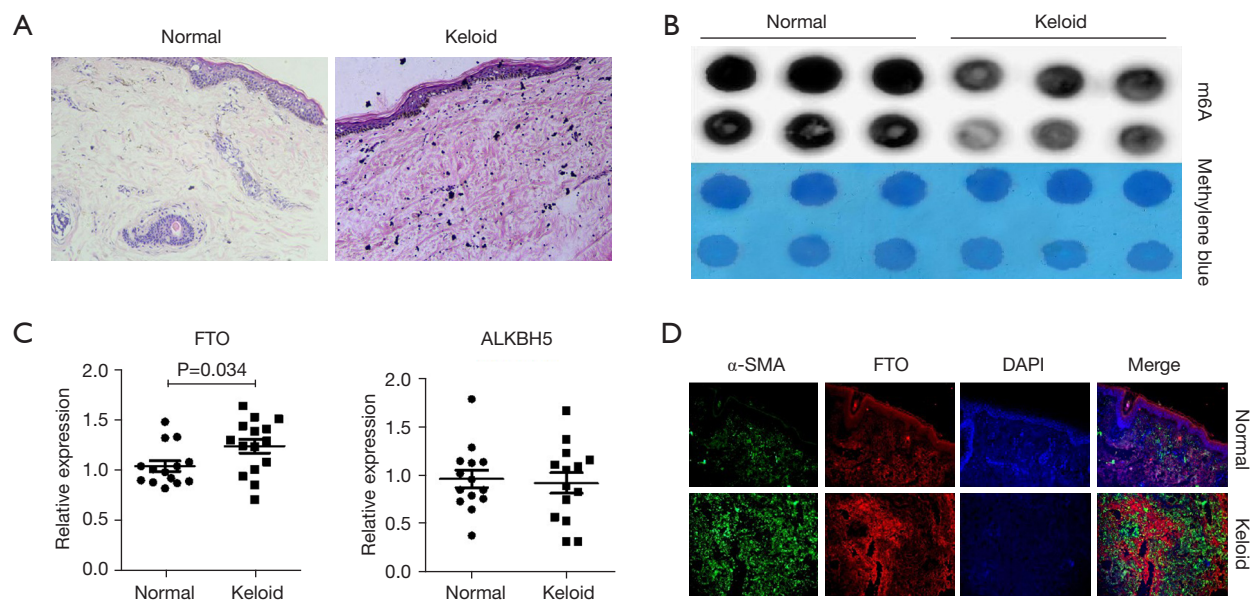 A
Normal Keloid
B
Normal Keloid
m6A
Methylene blue
C
FTO
P=0.034
2.0
1.5
1.0
0.5
0.0
Relative expression
Normal Keloid
ALKBH5
2.0
1.5
1.0
0.5
0.0
Relative expression
Normal Keloid
D
α-SMA FTO DAPI Merge
Normal
Keloid